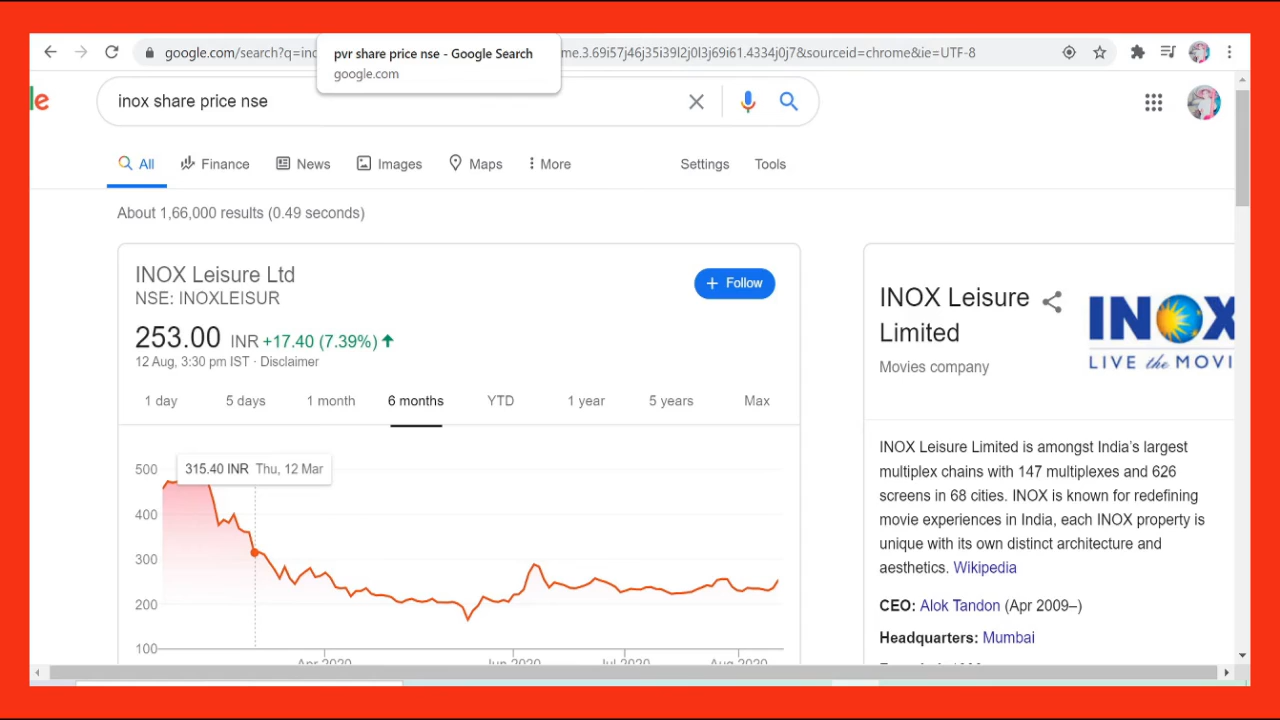 google.com/search?q=in
pvr share price nse - Google Search
google.com
me.3.69i57j46j35i39l2j0l3j69i61.4334j0j7&sourceid=chrome&ie=UTF-8
le
inox share price nse
All Finance News Images Maps More Settings Tools
About 1,66,000 results (0.49 seconds)
INOX Leisure Ltd
NSE: INOXLEISUR
Follow
253.00 INR +17.40 (7.39%)
12 Aug, 3:30 pm IST · Disclaimer
1 day 5 days 1 month 6 months YTD 1 year 5 years Max
315.40 INR Thu, 12 Mar
500
400
300
200
100
Apr 2020 Jun 2020 Jul 2020 Aug 2020
INOX Leisure
Limited
Movies company
INOX
LIVE the MOVI
INOX Leisure Limited is amongst India's largest
multiplex chains with 147 multiplexes and 626
screens in 68 cities. INOX is known for redefining
movie experiences in India, each INOX property is
unique with its own distinct architecture and
aesthetics. Wikipedia
CEO: Alok Tandon (Apr 2009–)
Headquarters: Mumbai